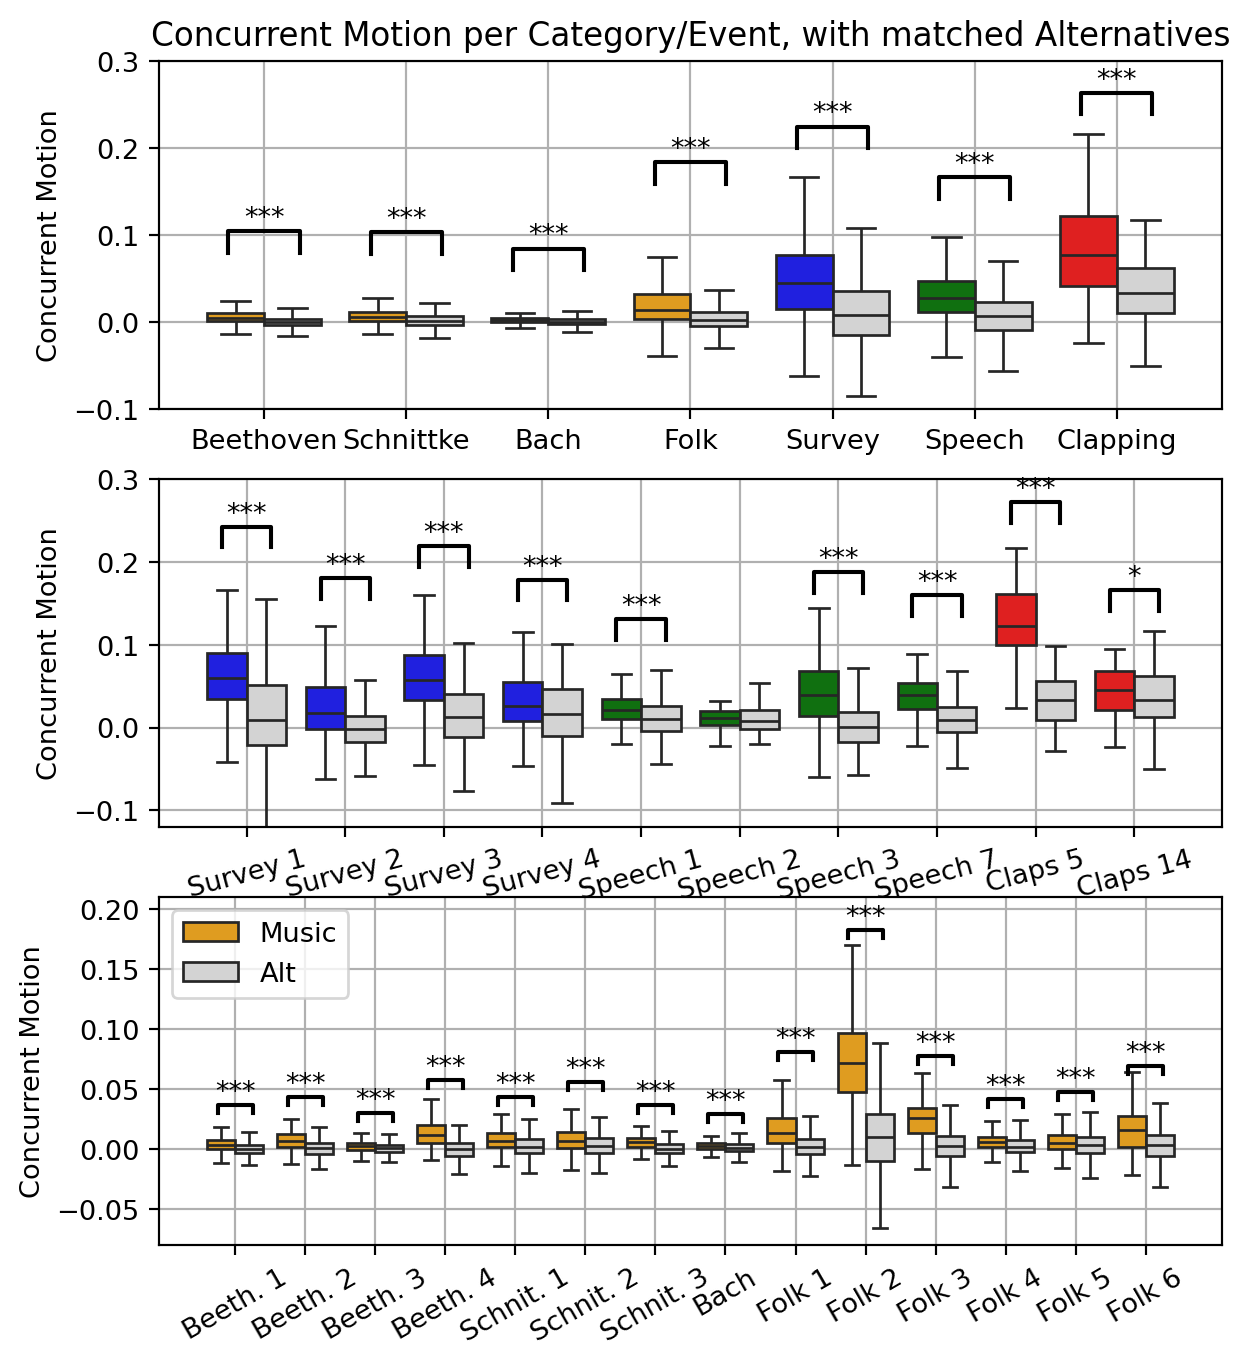 Concurrent Motion per Category/Event, with matched Alternatives
Concurrent Motion
0.3
0.2
0.1
0.0
−0.1
*** *** *** *** *** *** ***
Beethoven Schnittke Bach Folk Survey Speech Clapping
Concurrent Motion
0.3
0.2
0.1
0.0
−0.1
*** *** *** *** *** *** *** *** *
Survey 1 Survey 2 Survey 3 Survey 4 Speech 1 Speech 2 Speech 3 Speech 7 Claps 5 Claps 14
Concurrent Motion
0.20
0.15
0.10
0.05
0.00
−0.05
Music
Alt
*** *** *** *** *** *** *** *** *** *** *** *** *** ***
Beeth. 1 Beeth. 2 Beeth. 3 Beeth. 4 Schnit. 1 Schnit. 2 Schnit. 3 Bach Folk 1 Folk 2 Folk 3 Folk 4 Folk 5 Folk 6